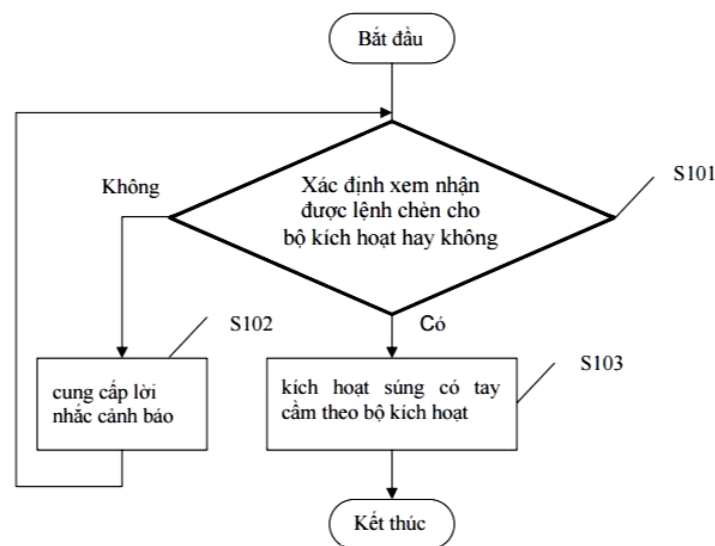 Bắt đầu
S101
Không
Xác định xem nhận
được lệnh chèn cho
bộ kích hoạt hay không
Có
S102
S103
cung cấp lời
nhắc cảnh báo
kích hoạt súng có tay
cầm theo bộ kích hoạt
Kết thúc